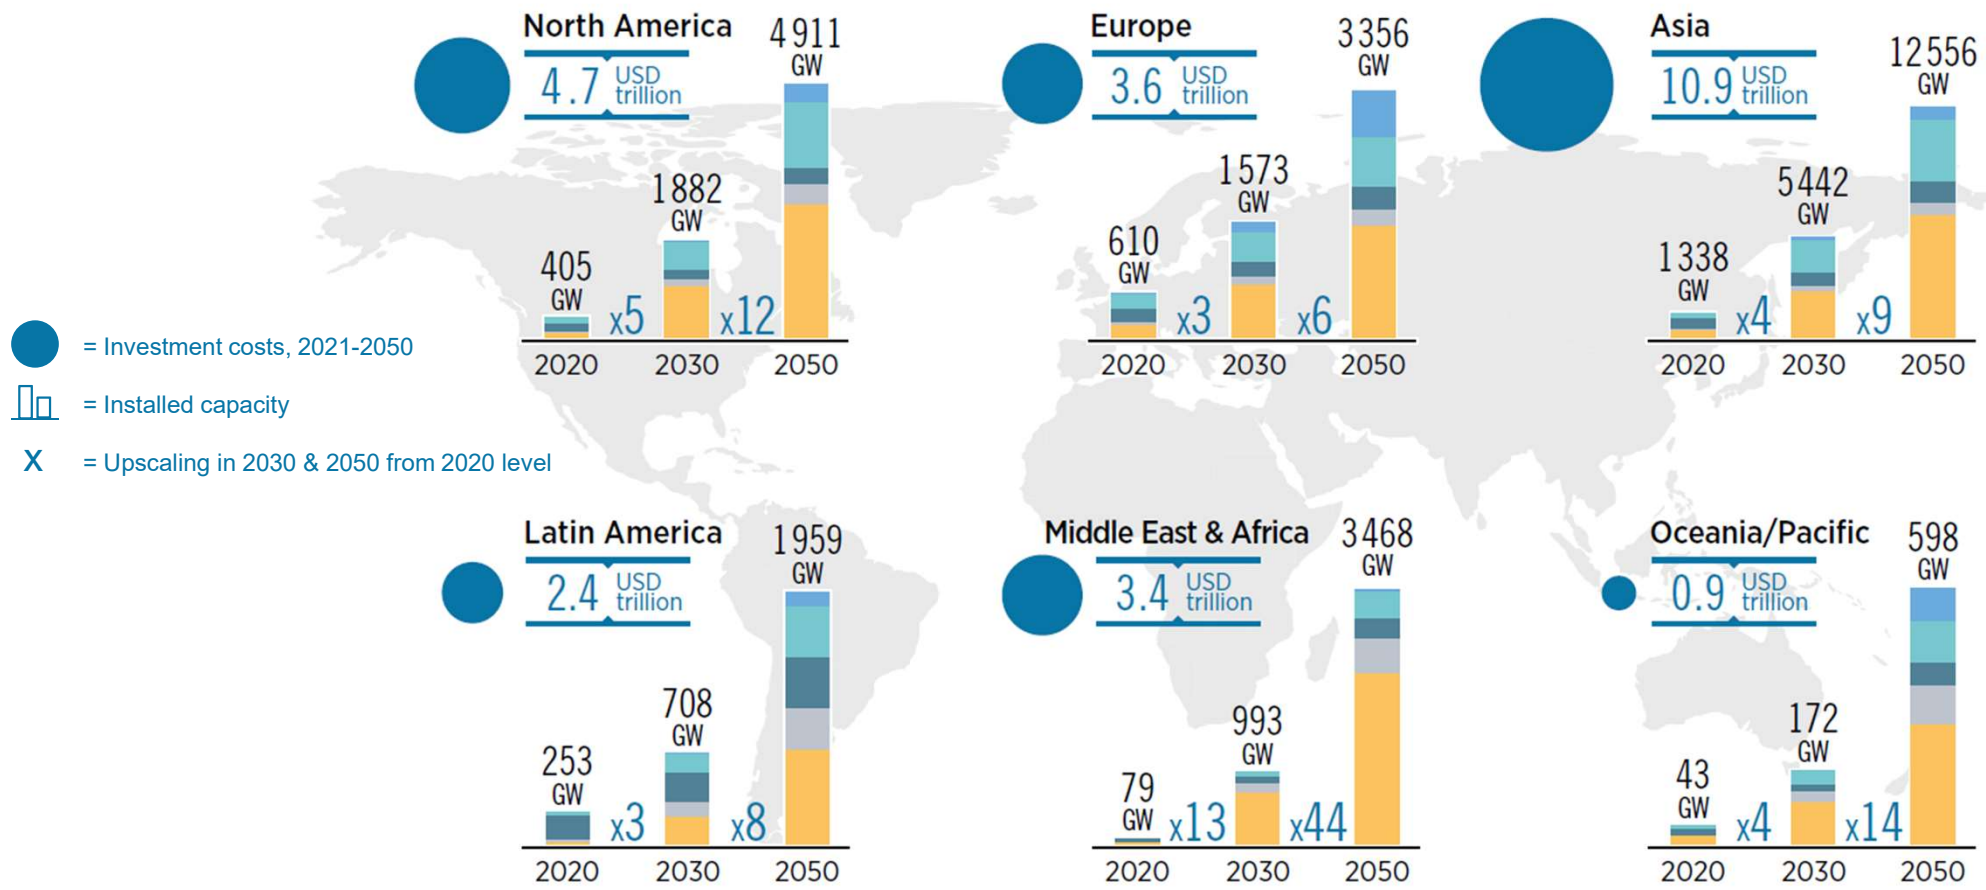 North America
4.7 USD trillion
4 911 GW
1 882 GW
405 GW
x5
x12
2020 2030 2050
Europe
3.6 USD trillion
3 356 GW
1 573 GW
610 GW
x3
x6
2020 2030 2050
Asia
10.9 USD trillion
12 556 GW
5 442 GW
1 338 GW
x4
x9
2020 2030 2050
= Investment costs, 2021-2050
= Installed capacity
X = Upscaling in 2030 & 2050 from 2020 level
Latin America
2.4 USD trillion
1 959 GW
708 GW
253 GW
x3
x8
2020 2030 2050
Middle East & Africa
3.4 USD trillion
3 468 GW
993 GW
79 GW
x13
x44
2020 2030 2050
Oceania/Pacific
0.9 USD trillion
598 GW
172 GW
43 GW
x4
x14
2020 2030 2050